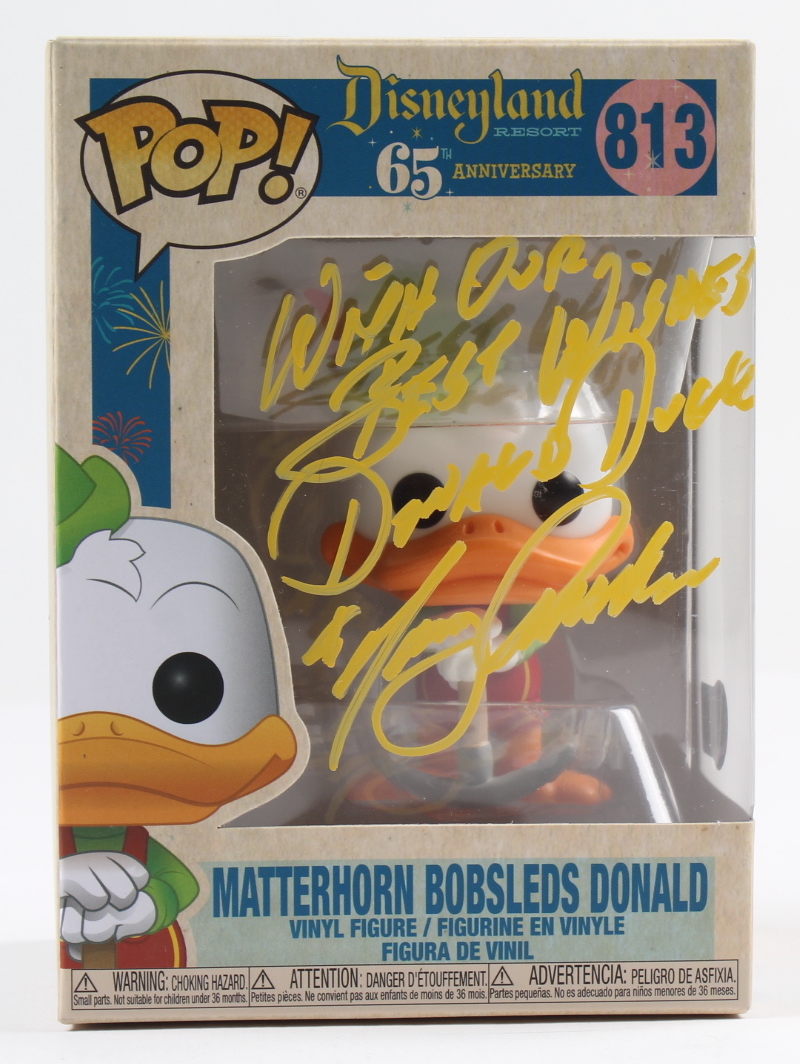 POP!®
Disneyland
RESORT
65TH ANNIVERSARY
813
WITH OUR
BEST WISHES
DONALD DUCK
&
MATTERHORN BOBSLEDS DONALD
VINYL FIGURE / FIGURINE EN VINYLE
FIGURA DE VINIL
WARNING: CHOKING HAZARD.
Small parts. Not suitable for children under 36 months.
ATTENTION: DANGER D'ÉTOUFFEMENT.
Petites pièces. Ne convient pas aux enfants de moins de 36 mois.
ADVERTENCIA: PELIGRO DE ASFIXIA.
Partes pequeñas. No es adecuado para niños menores de 36 meses.